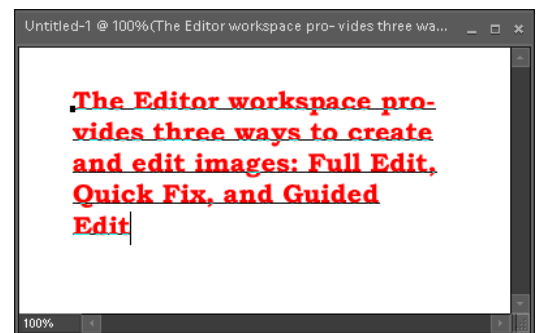 Untitled-1 @ 100%(The Editor workspace pro- vides three wa...
The Editor workspace pro-
vides three ways to create
and edit images: Full Edit,
Quick Fix, and Guided
Edit
100%